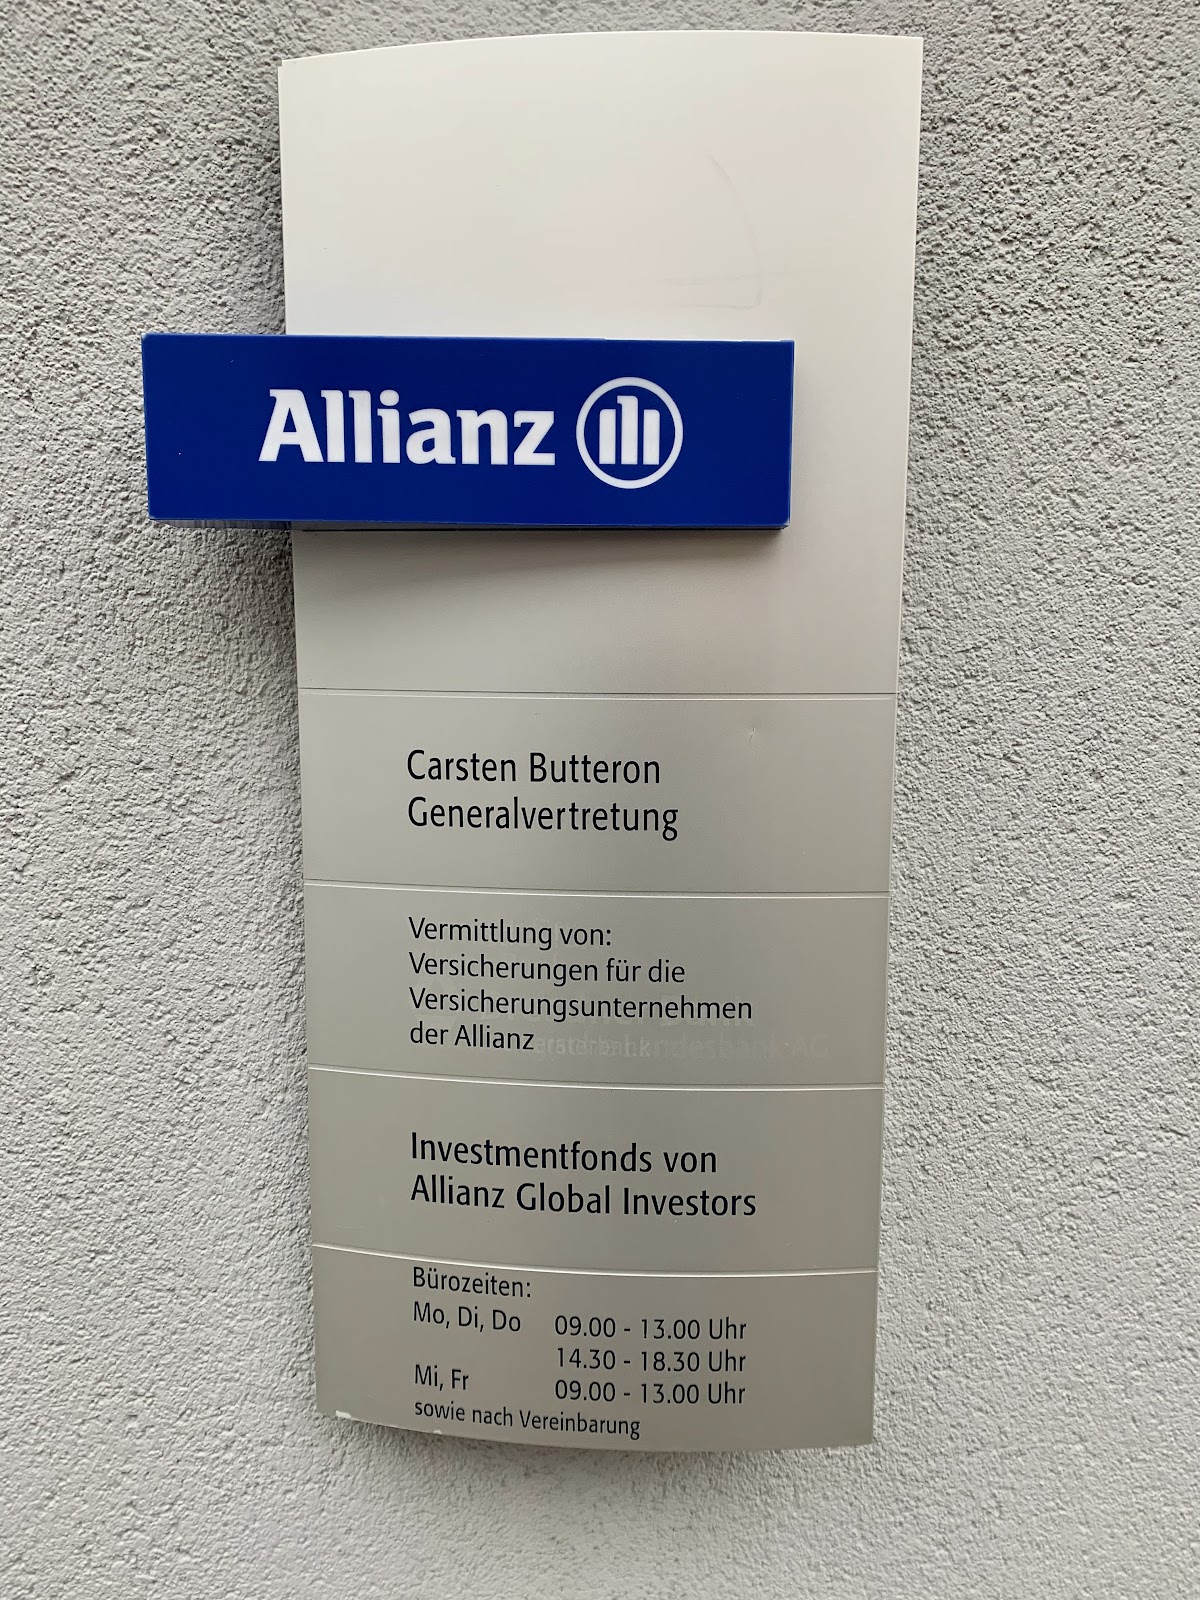 Allianz
Carsten Butteron
Generalvertretung
Vermittlung von:
Versicherungen für die
Versicherungsunternehmen
der Allianz
Investmentfonds von
Allianz Global Investors
Bürozeiten:
Mo, Di, Do 09.00 - 13.00 Uhr
14.30 - 18.30 Uhr
Mi, Fr 09.00 - 13.00 Uhr
sowie nach Vereinbarung